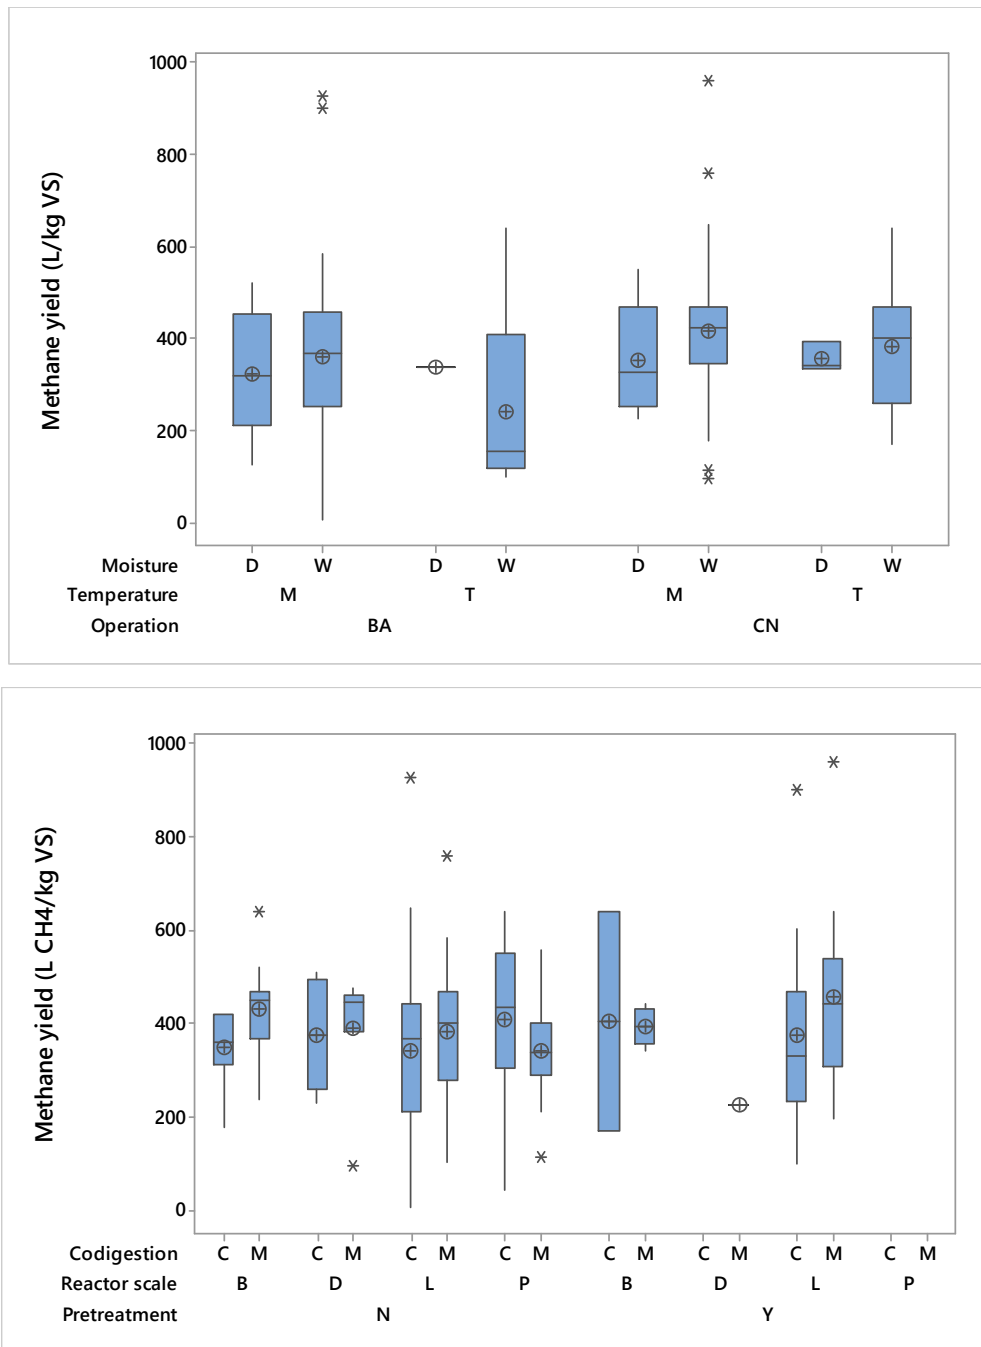 1000
800
600
400
200
0
Methane yield (L/kg VS)
Moisture D W D W D W D W
Temperature M T M T
Operation BA CN
1000
800
600
400
200
0
Methane yield (L CH4/kg VS)
Codigestion C M C M C M C M C M C M C M C M
Reactor scale B D L P B D L P
Pretreatment N Y